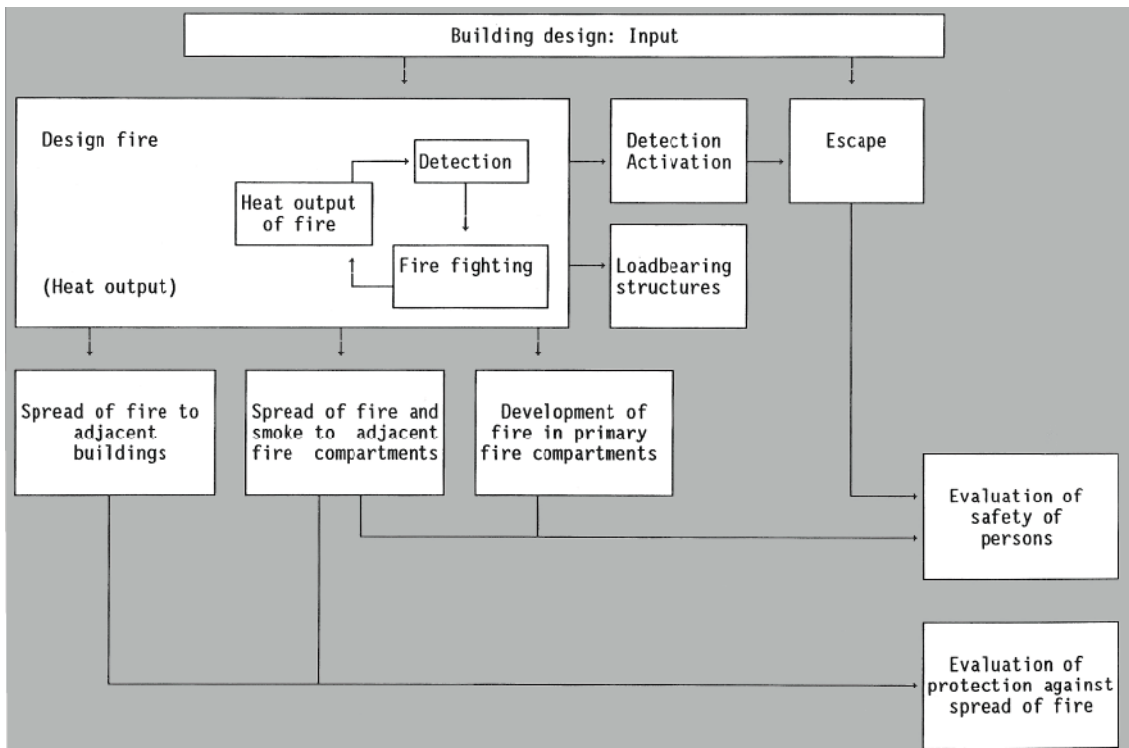 Building design: Input
Design fire
Detection
Heat output
of fire
Fire fighting
(Heat output)
Detection
Activation
Escape
Loadbearing
structures
Spread of fire to
adjacent
buildings
Spread of fire and
smoke to adjacent
fire compartments
Development of
fire in primary
fire compartments
Evaluation of
safety of
persons
Evaluation of
protection against
spread of fire